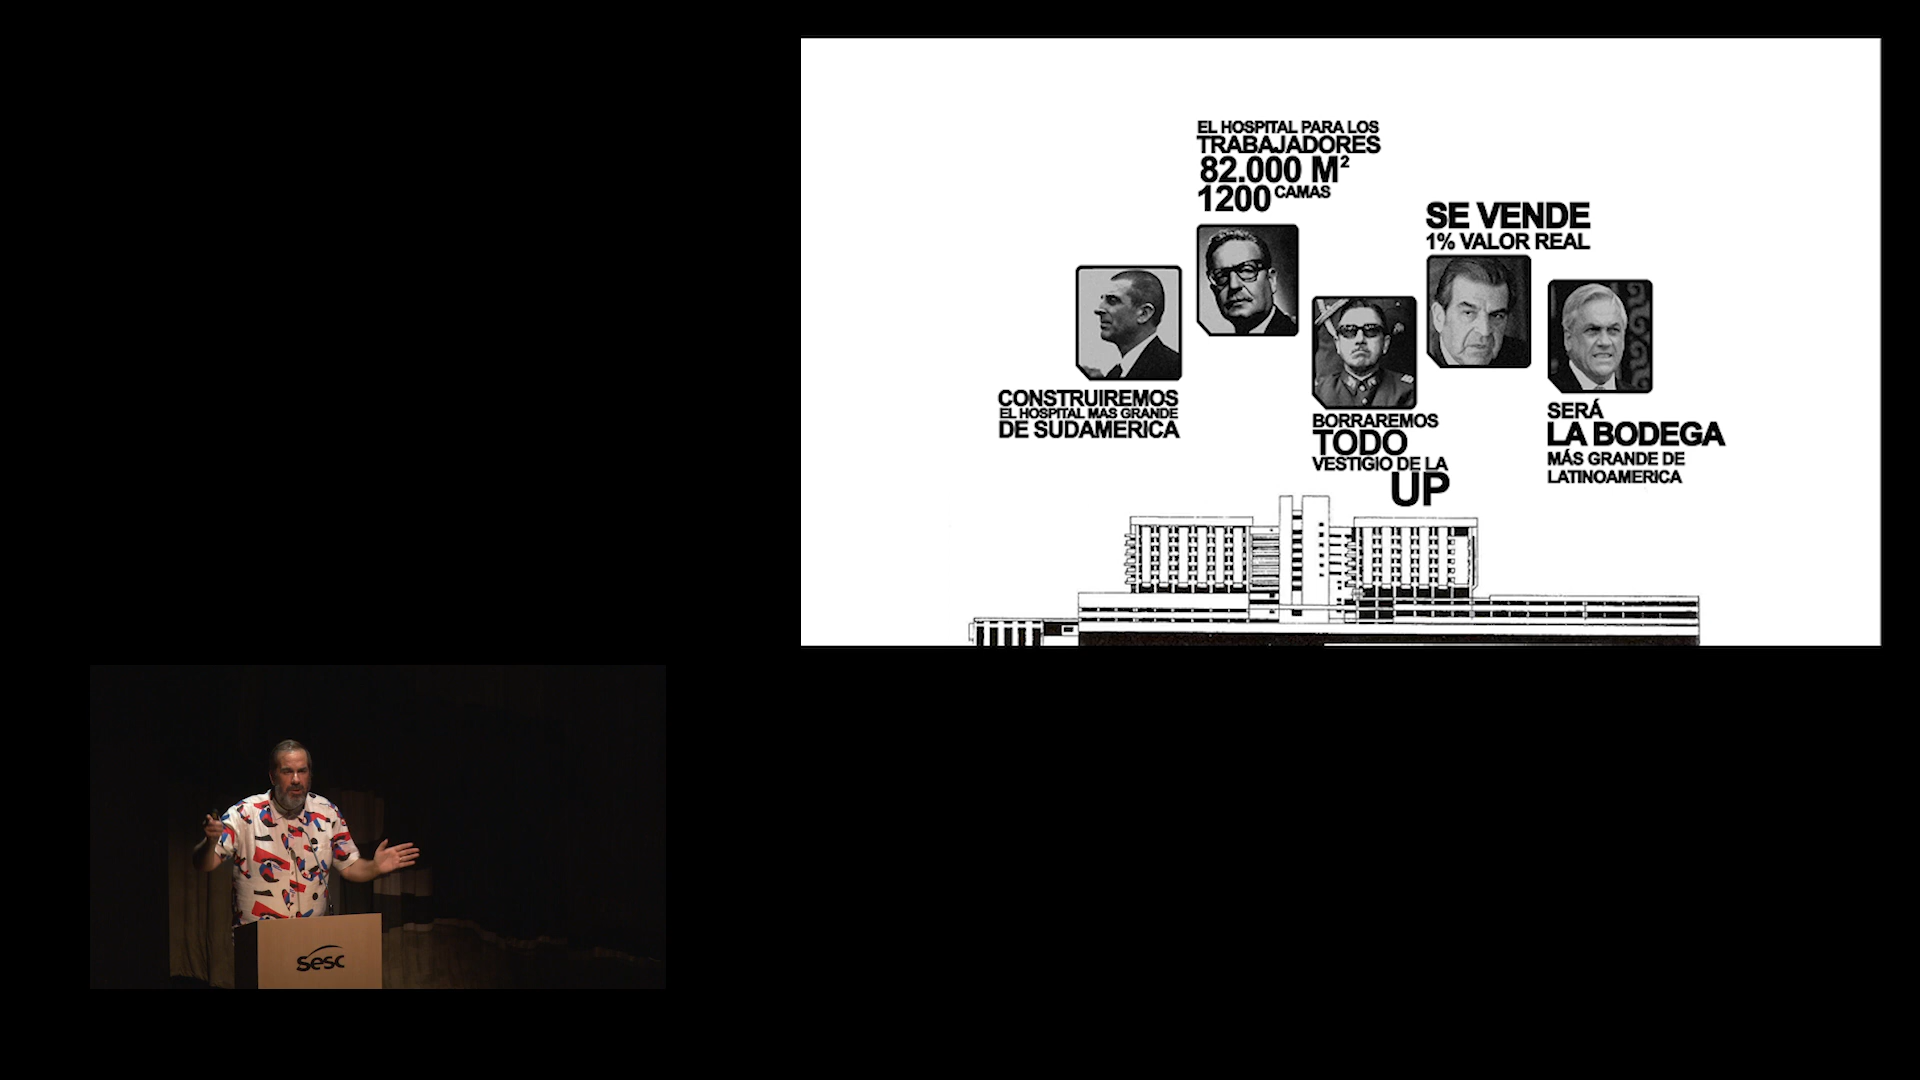 EL HOSPITAL PARA LOS
TRABAJADORES
82.000 M²
1200 CAMAS
SE VENDE
1% VALOR REAL
CONSTRUIREMOS
EL HOSPITAL MAS GRANDE
DE SUDAMERICA
BORRAREMOS
TODO
VESTIGIO DE LA
UP
SERÁ
LA BODEGA
MÁS GRANDE DE
LATINOAMERICA
sesc